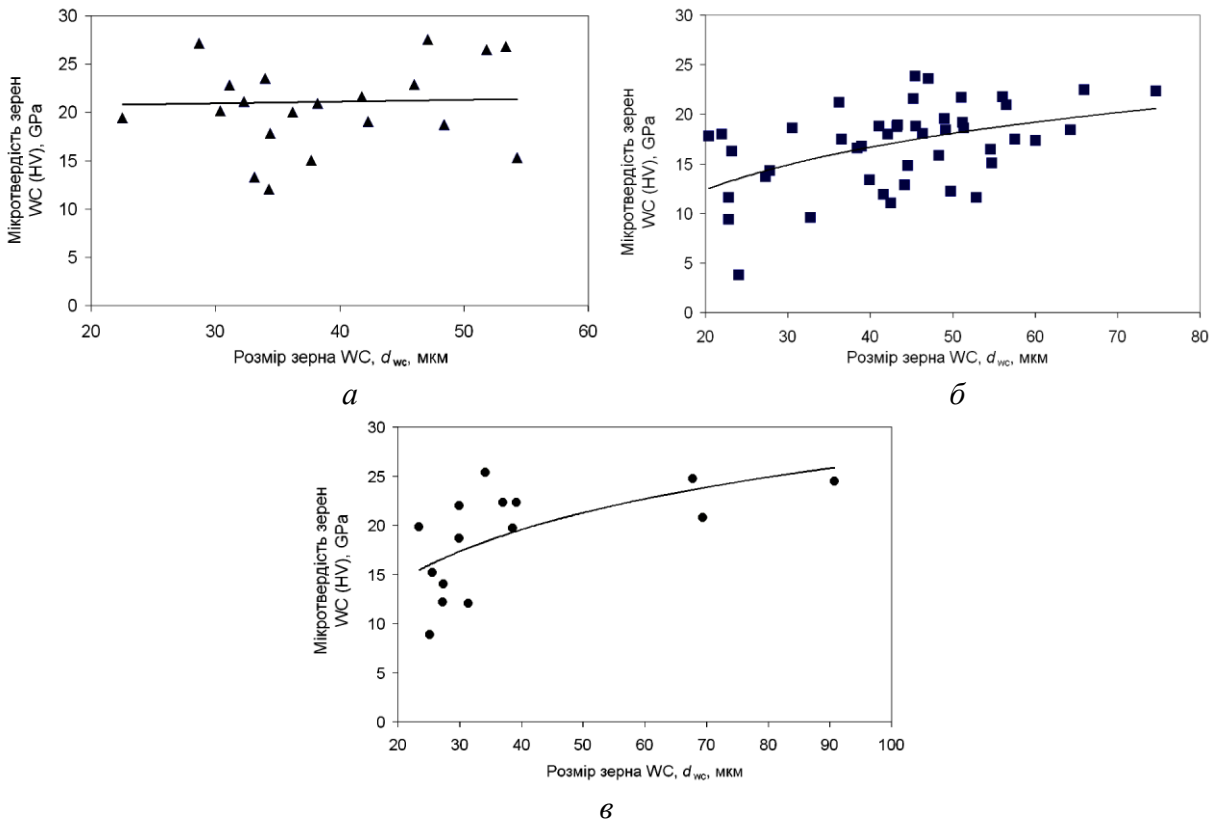 30
25
20
15
10
5
0
20 30 40 50 60
Мікротвердість зерен
WC (HV), GPa
Розмір зерна WC, dwc, мкм
а
30
25
20
15
10
5
0
20 30 40 50 60 70 80
Мікротвердість зерен
WC (HV), GPa
Розмір зерна WC, dwc, мкм
б
30
25
20
15
10
5
0
20 30 40 50 60 70 80 90 100
Мікротвердість зерен
WC (HV), GPa
Розмір зерна WC, dwc, мкм
в